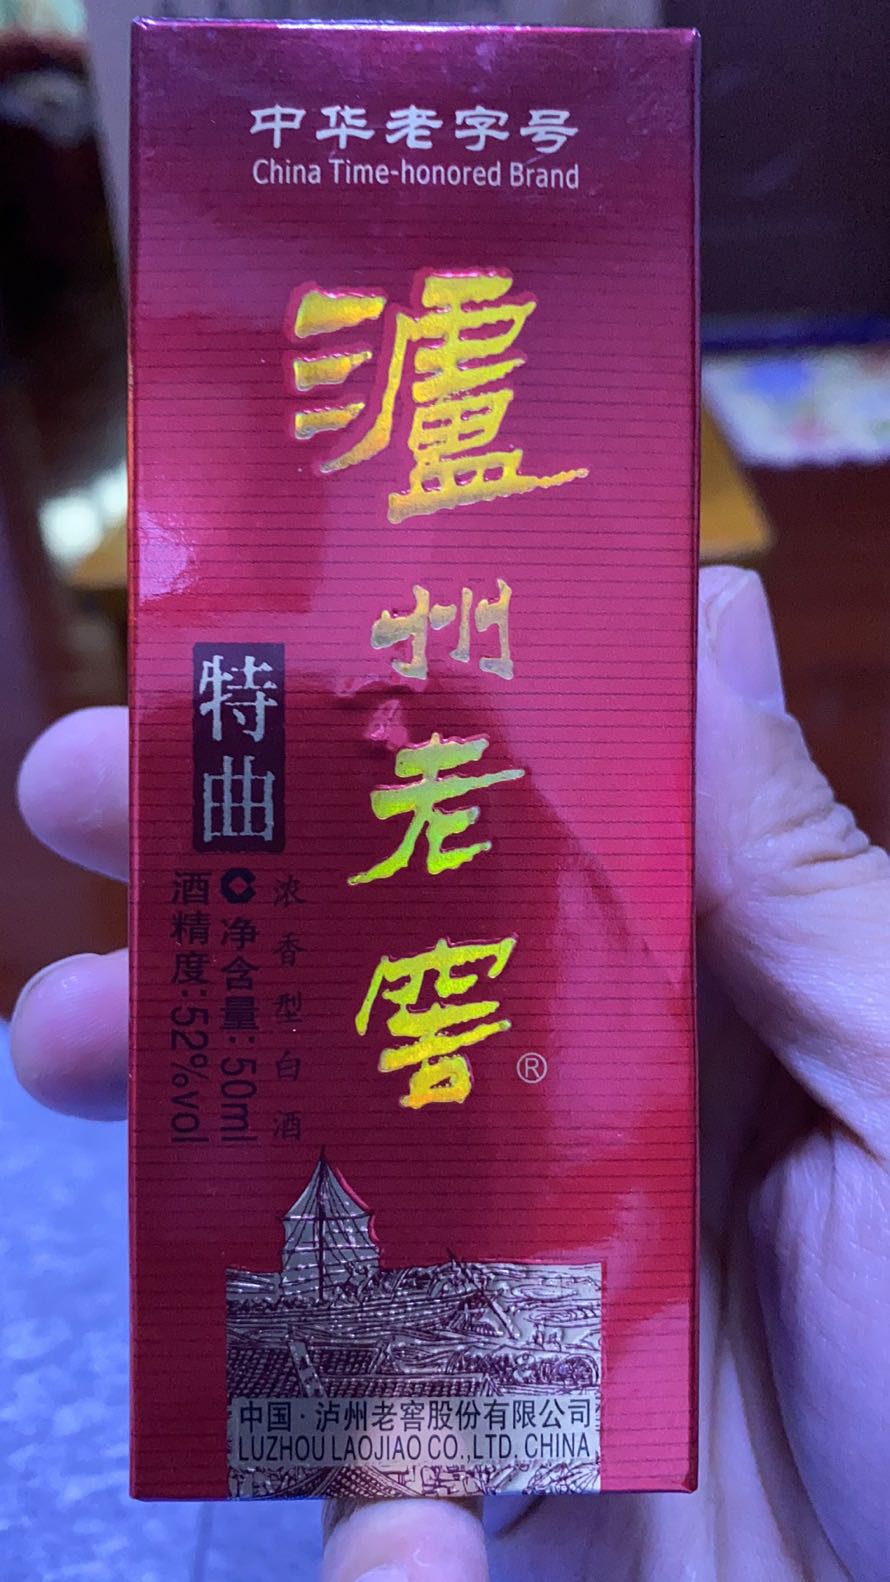 中华老字号
China Time-honored Brand
瀘州老窖®
特曲
浓香型白酒
净含量:50ml
酒精度:52%vol
中国·泸州老窖股份有限公司
LUZHOU LAOJIAO CO.,LTD. CHINA